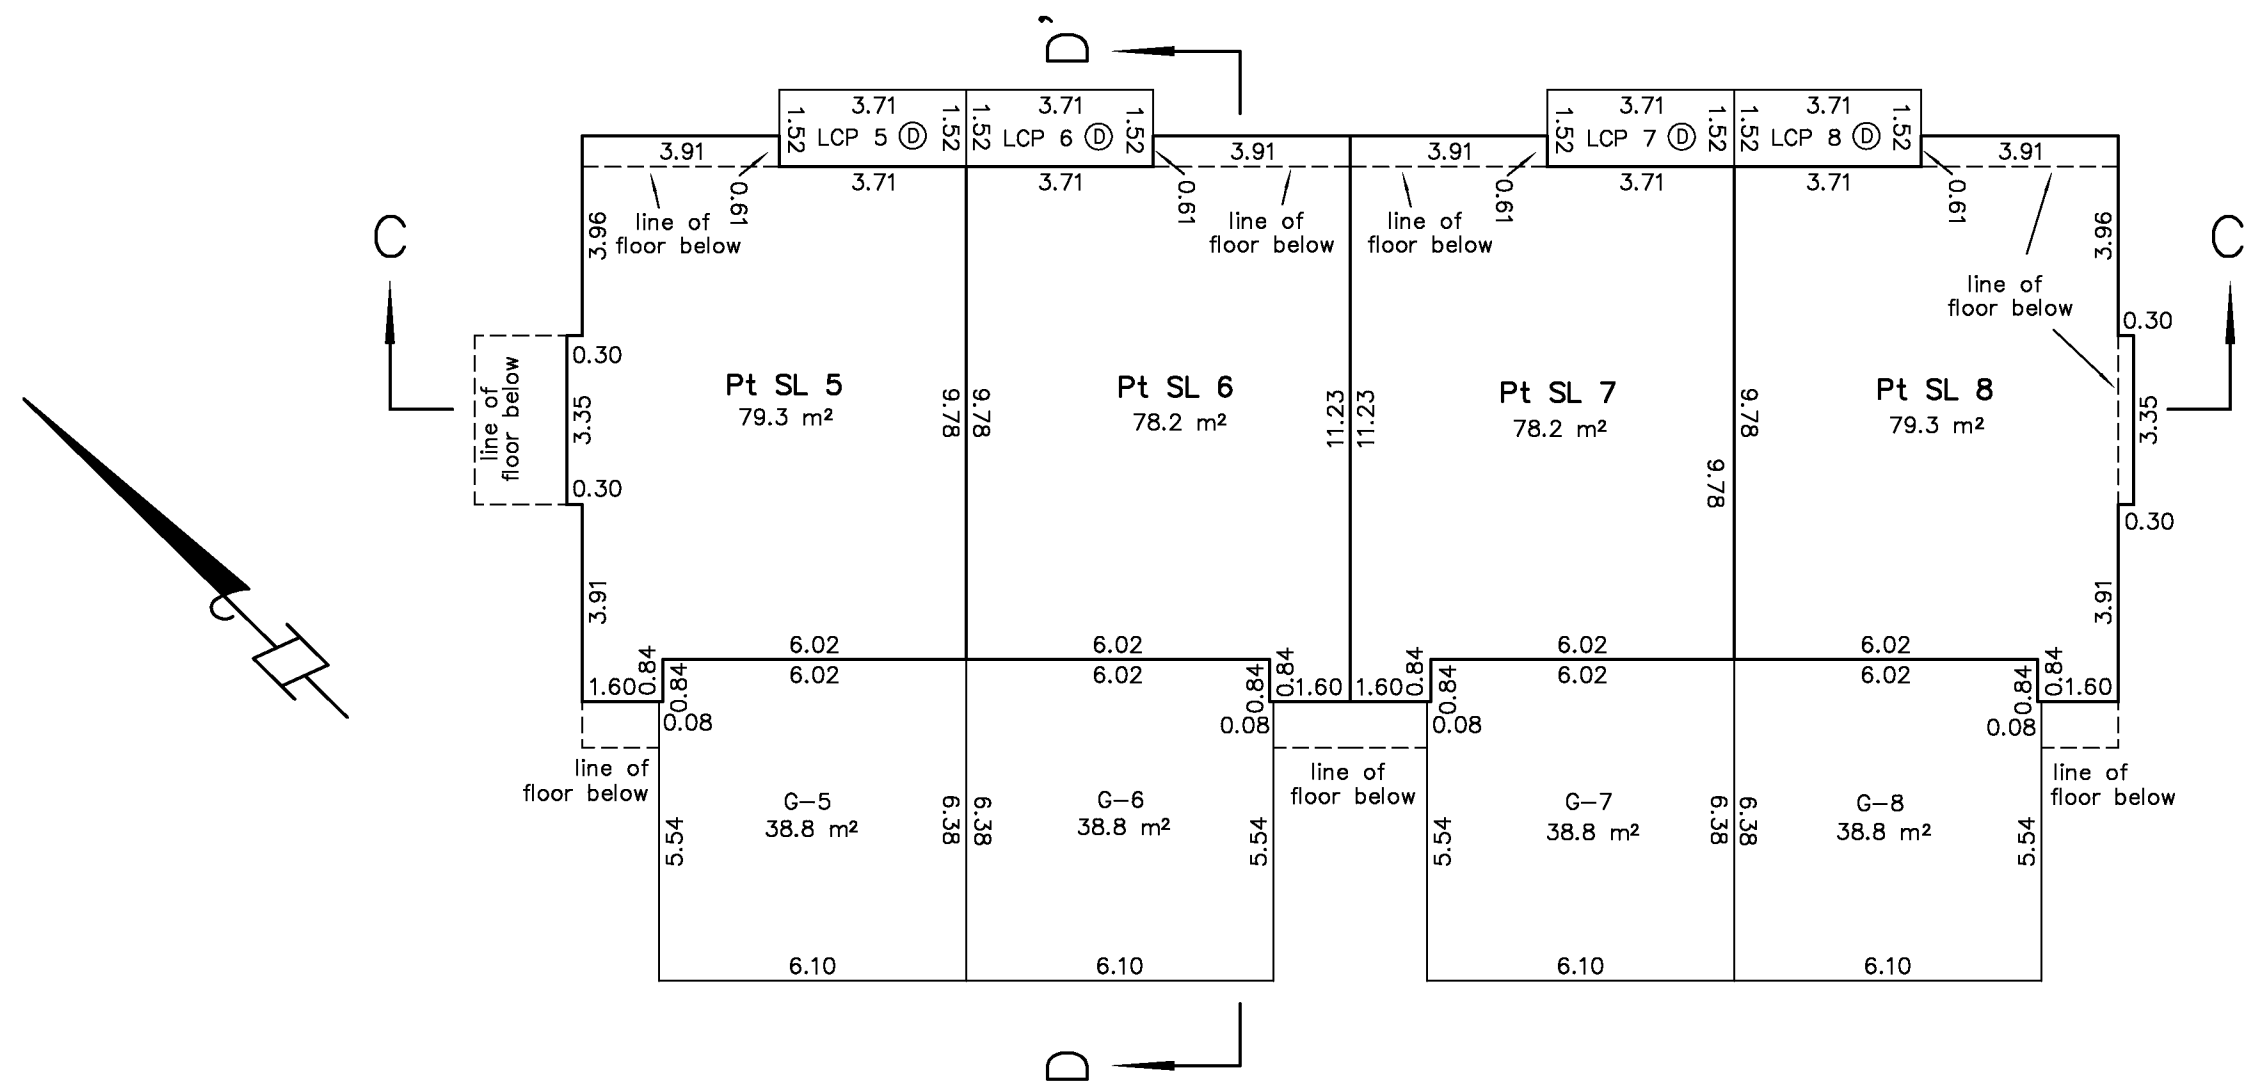 D'
3.71
3.71
3.71
3.71
1.52
LCP 5 Ⓓ
1.52
1.52
LCP 6 Ⓓ
1.52
1.52
LCP 7 Ⓓ
1.52
1.52
LCP 8 Ⓓ
1.52
3.91
3.91
3.91
3.91
3.71
3.71
3.71
3.71
0.61
0.61
0.61
0.61
C
3.96
line of
floor below
line of
floor below
line of
floor below
3.96
C
line of
floor below
0.30
0.30
line of
floor below
3.35
0.30
Pt SL 5
79.3 m²
9.78
9.78
Pt SL 6
78.2 m²
11.23
11.23
Pt SL 7
78.2 m²
9.78
9.78
Pt SL 8
79.3 m²
3.35
0.30
3.91
3.91
6.02
6.02
6.02
6.02
6.02
6.02
6.02
6.02
1.60
0.84
0.84
0.08
0.84
0.84
1.60
0.08
1.60
0.84
0.84
0.08
0.84
0.84
1.60
0.08
line of
floor below
line of
floor below
line of
floor below
G-5
38.8 m²
G-6
38.8 m²
G-7
38.8 m²
G-8
38.8 m²
5.54
6.38
6.38
5.54
5.54
6.38
6.38
5.54
6.10
6.10
6.10
6.10
D